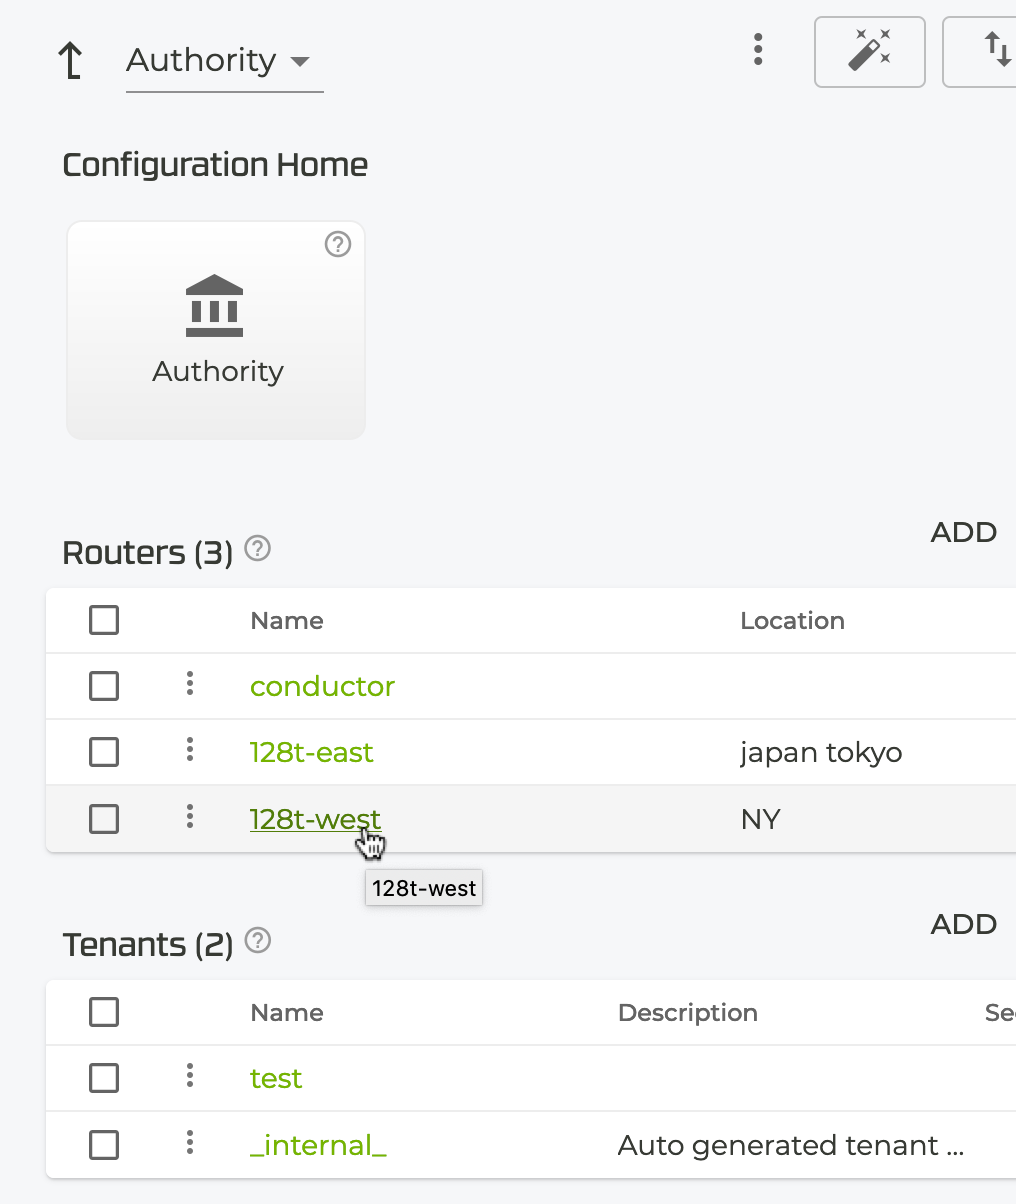 Authority
Configuration Home
Authority
Routers (3)
ADD
Name Location
conductor
128t-east japan tokyo
128t-west NY
128t-west
Tenants (2)
ADD
Name Description
test
_internal_ Auto generated tenant ...